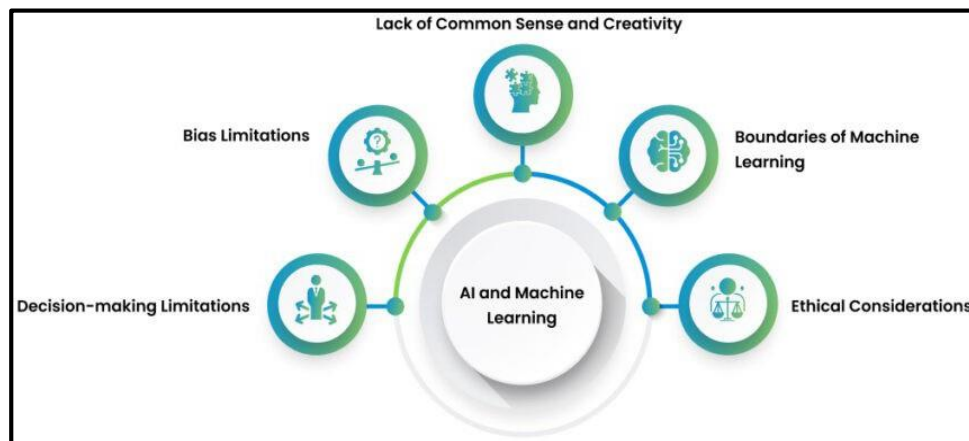 Lack of Common Sense and Creativity
Bias Limitations
?
Boundaries of Machine
Learning
Decision-making Limitations
AI and Machine
Learning
Ethical Considerations